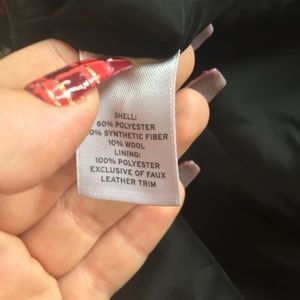 SHELL:
60% POLYESTER
0% SYNTHETIC FIBER
10% WOOL
LINING:
100% POLYESTER
EXCLUSIVE OF FAUX
LEATHER TRIM